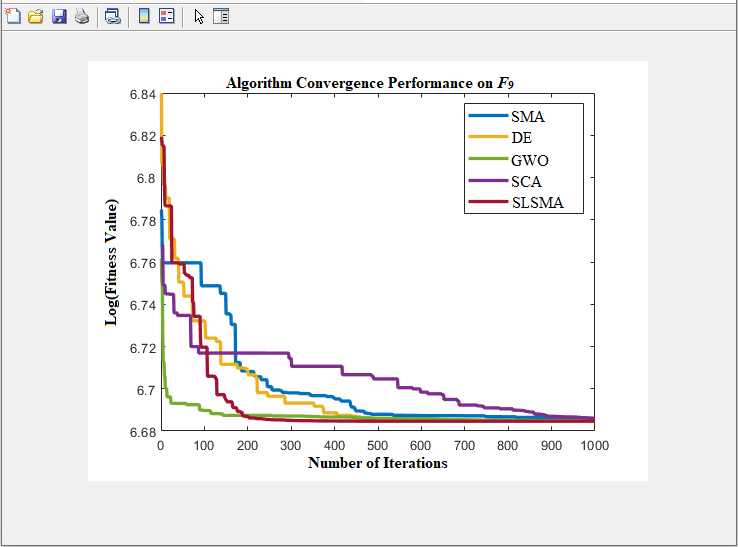 Algorithm Convergence Performance on F9
6.84
6.82
6.8
6.78
6.76
6.74
6.72
6.7
6.68
Log(Fitness Value)
SMA
DE
GWO
SCA
SLSMA
0 100 200 300 400 500 600 700 800 900 1000
Number of Iterations